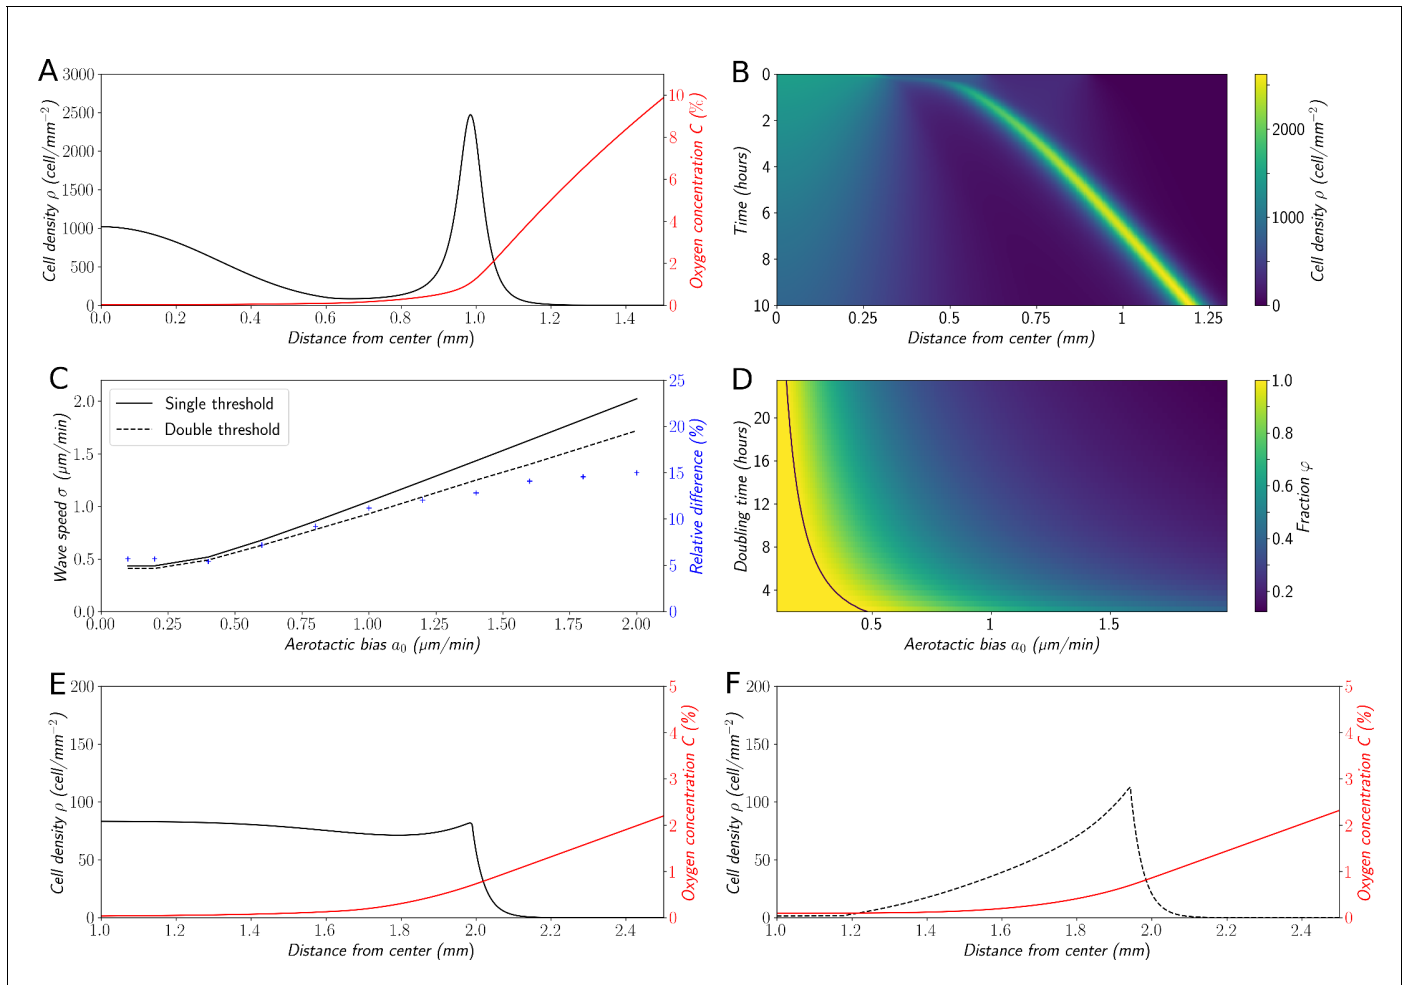 A
3000
2500
2000
1500
1000
500
0
Cell density ρ (cell/mm⁻²)
10
8
6
4
2
0
Oxygen concentration C (%)
0.0 0.2 0.4 0.6 0.8 1.0 1.2 1.4
Distance from center (mm)
B
0
2
4
6
8
10
Time (hours)
0 0.25 0.5 0.75 1 1.25
Distance from center (mm)
2000
1000
0
Cell density ρ (cell/mm⁻²)
C
2.0
1.5
1.0
0.5
0.0
Wave speed σ (μm/min)
Single threshold
Double threshold
25
20
15
10
5
0
Relative difference (%)
0.00 0.25 0.50 0.75 1.00 1.25 1.50 1.75 2.00
Aerotactic bias a₀ (μm/min)
D
20
16
12
8
4
Doubling time (hours)
0.5 1 1.5
Aerotactic bias a₀ (μm/min)
1.0
0.8
0.6
0.4
0.2
Fraction φ
E
200
150
100
50
0
Cell density ρ (cell/mm⁻²)
5
4
3
2
1
0
Oxygen concentration C (%)
1.0 1.2 1.4 1.6 1.8 2.0 2.2 2.4
Distance from center (mm)
F
200
150
100
50
0
Cell density ρ (cell/mm⁻²)
5
4
3
2
1
0
Oxygen concentration C (%)
1.0 1.2 1.4 1.6 1.8 2.0 2.2 2.4
Distance from center (mm)